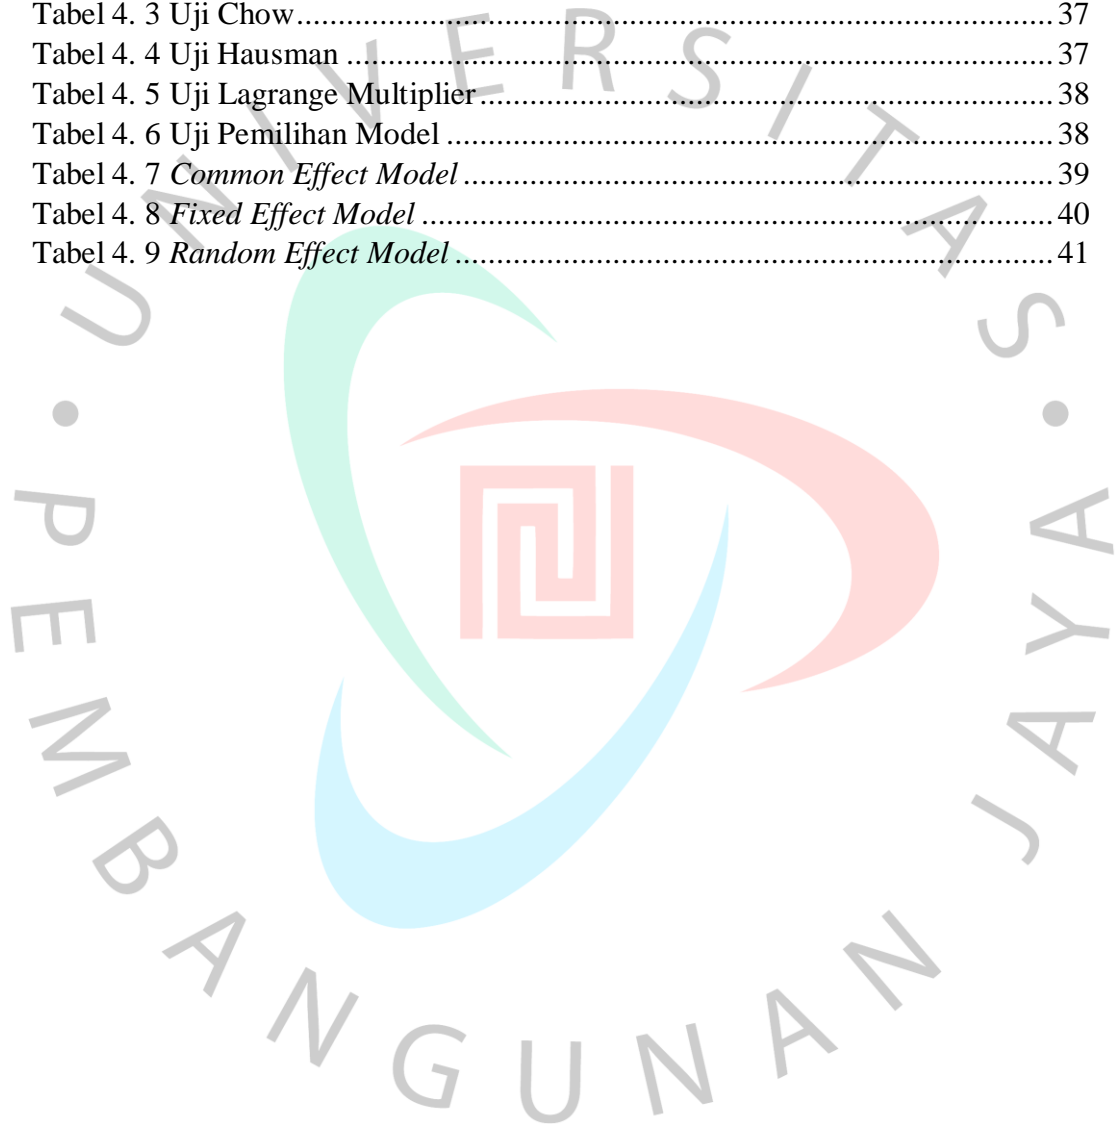 Tabel 4. 3 Uji Chow........................................................................................... 37
Tabel 4. 4 Uji Hausman ..................................................................................... 37
Tabel 4. 5 Uji Lagrange Multiplier..................................................................... 38
Tabel 4. 6 Uji Pemilihan Model ......................................................................... 38
Tabel 4. 7 Common Effect Model ....................................................................... 39
Tabel 4. 8 Fixed Effect Model ............................................................................ 40
Tabel 4. 9 Random Effect Model ........................................................................ 41
UNIVERSITAS • PEMBANGUNAN JAYA •